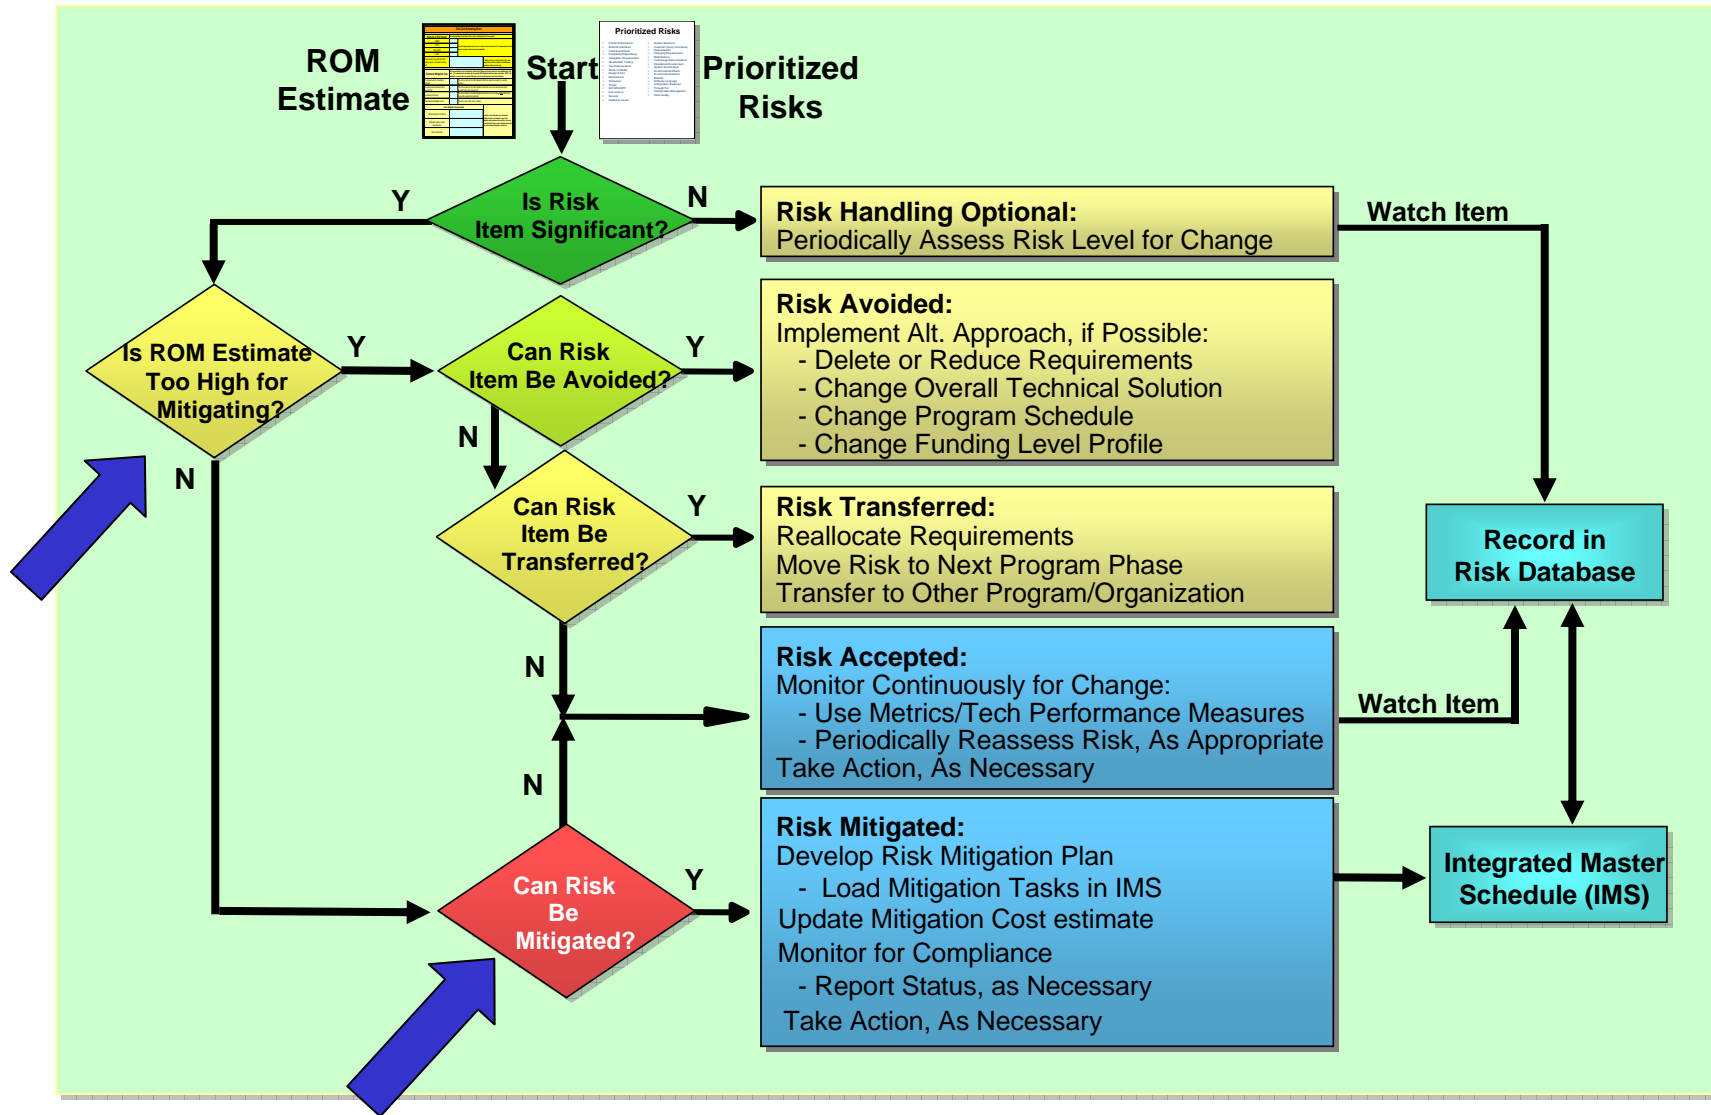 ROM
Estimate
Start
Prioritized Risks
Prioritized
Risks
Y
Is Risk
Item Significant?
N
Risk Handling Optional:
Periodically Assess Risk Level for Change
Watch Item
Is ROM Estimate
Too High for
Mitigating?
Y
N
Can Risk
Item Be Avoided?
Y
N
Risk Avoided:
Implement Alt. Approach, if Possible:
- Delete or Reduce Requirements
- Change Overall Technical Solution
- Change Program Schedule
- Change Funding Level Profile
Can Risk
Item Be
Transferred?
Y
N
Risk Transferred:
Reallocate Requirements
Move Risk to Next Program Phase
Transfer to Other Program/Organization
Record in
Risk Database
Risk Accepted:
Monitor Continuously for Change:
- Use Metrics/Tech Performance Measures
- Periodically Reassess Risk, As Appropriate
Take Action, As Necessary
Watch Item
N
Can Risk
Be
Mitigated?
Y
Risk Mitigated:
Develop Risk Mitigation Plan
- Load Mitigation Tasks in IMS
Update Mitigation Cost estimate
Monitor for Compliance
- Report Status, as Necessary
Take Action, As Necessary
Integrated Master
Schedule (IMS)